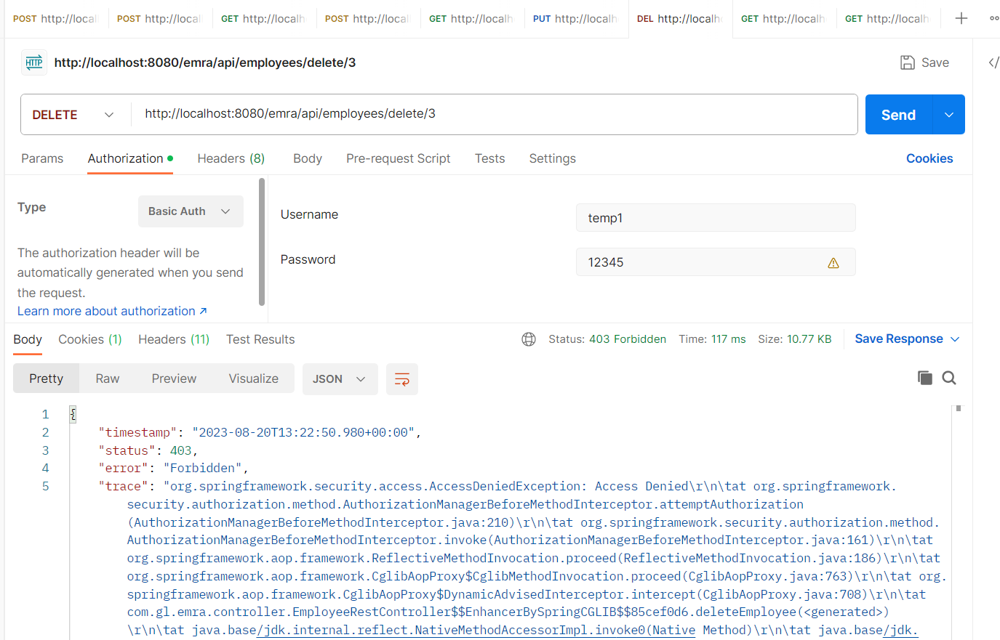 POST http://local
POST http://local
GET http://localh
POST http://local
GET http://localh
PUT http://localh
DEL http://localh
GET http://localh
GET http://localh
HTTP http://localhost:8080/emra/api/employees/delete/3
Save
</>
DELETE
http://localhost:8080/emra/api/employees/delete/3
Send
Params
Authorization
Headers (8)
Body
Pre-request Script
Tests
Settings
Cookies
Type
Basic Auth
The authorization header will be
automatically generated when you send
the request.
Learn more about authorization ↗
Username
temp1
Password
12345
Body
Cookies (1)
Headers (11)
Test Results
Status: 403 Forbidden
Time: 117 ms
Size: 10.77 KB
Save Response
Pretty
Raw
Preview
Visualize
JSON
1 {
2 "timestamp": "2023-08-20T13:22:50.980+00:00",
3 "status": 403,
4 "error": "Forbidden",
5 "trace": "org.springframework.security.access.AccessDeniedException: Access Denied\r\n\tat org.springframework.
security.authorization.method.AuthorizationManagerBeforeMethodInterceptor.attemptAuthorization
(AuthorizationManagerBeforeMethodInterceptor.java:210)\r\n\tat org.springframework.security.authorization.method.
AuthorizationManagerBeforeMethodInterceptor.invoke(AuthorizationManagerBeforeMethodInterceptor.java:161)\r\n\tat
org.springframework.aop.framework.ReflectiveMethodInvocation.proceed(ReflectiveMethodInvocation.java:186)\r\n\tat
org.springframework.aop.framework.CglibAopProxy$CglibMethodInvocation.proceed(CglibAopProxy.java:763)\r\n\tat org.
springframework.aop.framework.CglibAopProxy$DynamicAdvisedInterceptor.intercept(CglibAopProxy.java:708)\r\n\tat
com.gl.emra.controller.EmployeeRestController$$EnhancerBySpringCGLIB$$85cef0d6.deleteEmployee(<generated>)
\r\n\tat java.base/jdk.internal.reflect.NativeMethodAccessorImpl.invoke0(Native Method)\r\n\tat java.base/jdk.